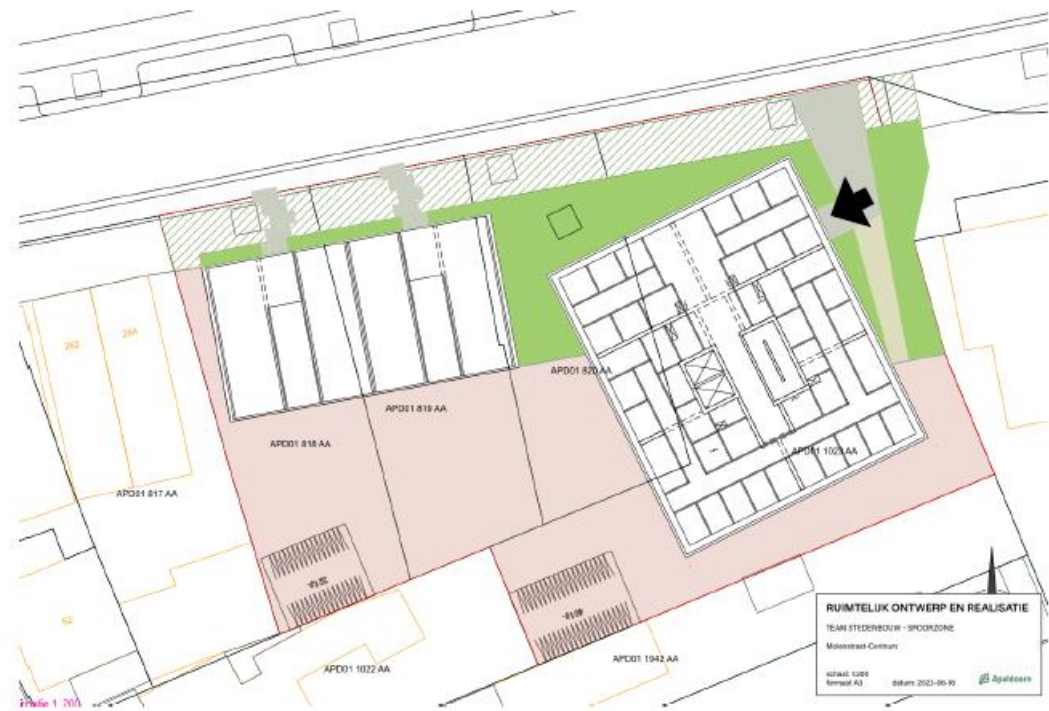 262
264
APD01 820 AA
APD01 819 AA
APD01 818 AA
APD01 1023 AA
APD01 817 AA
52
APD01 1022 AA
APD01 1942 AA
RUIMTELIJK ONTWERP EN REALISATIE
TEAM STEDENBOUW - SPOORZONE
Molenstraat-Centrum
schaal: 1:200
formaat: A3 datum: 2023-06-16
Apeldoorn